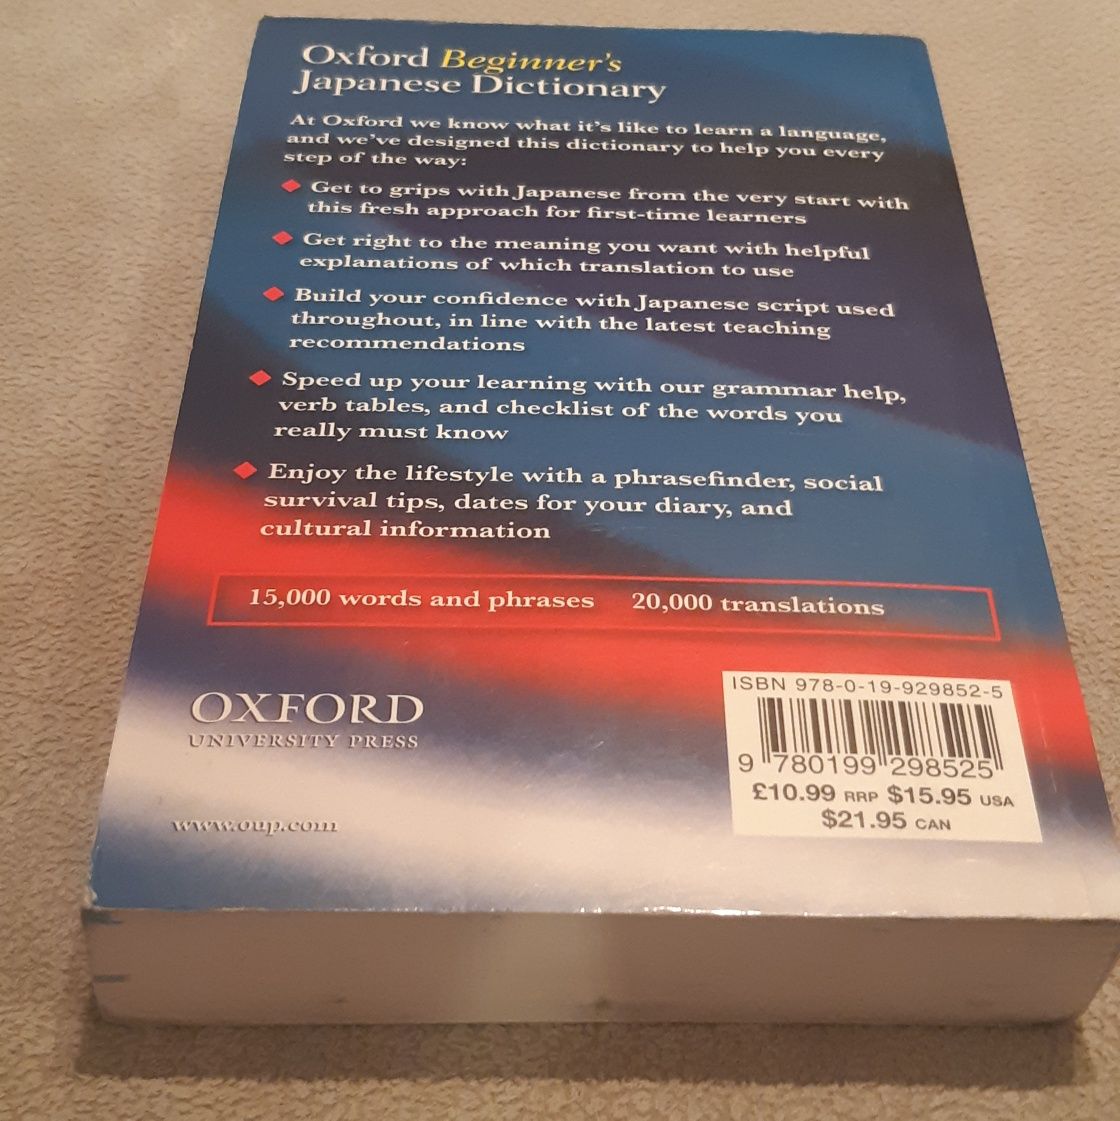 Oxford Beginner's
Japanese Dictionary
At Oxford we know what it's like to learn a language,
and we've designed this dictionary to help you every
step of the way:
Get to grips with Japanese from the very start with
this fresh approach for first-time learners
Get right to the meaning you want with helpful
explanations of which translation to use
Build your confidence with Japanese script used
throughout, in line with the latest teaching
recommendations
Speed up your learning with our grammar help,
verb tables, and checklist of the words you
really must know
Enjoy the lifestyle with a phrasefinder, social
survival tips, dates for your diary, and
cultural information
15,000 words and phrases 20,000 translations
OXFORD
UNIVERSITY PRESS
www.oup.com
ISBN 978-0-19-929852-5
9 780199 298525
£10.99 RRP $15.95 USA
$21.95 CAN